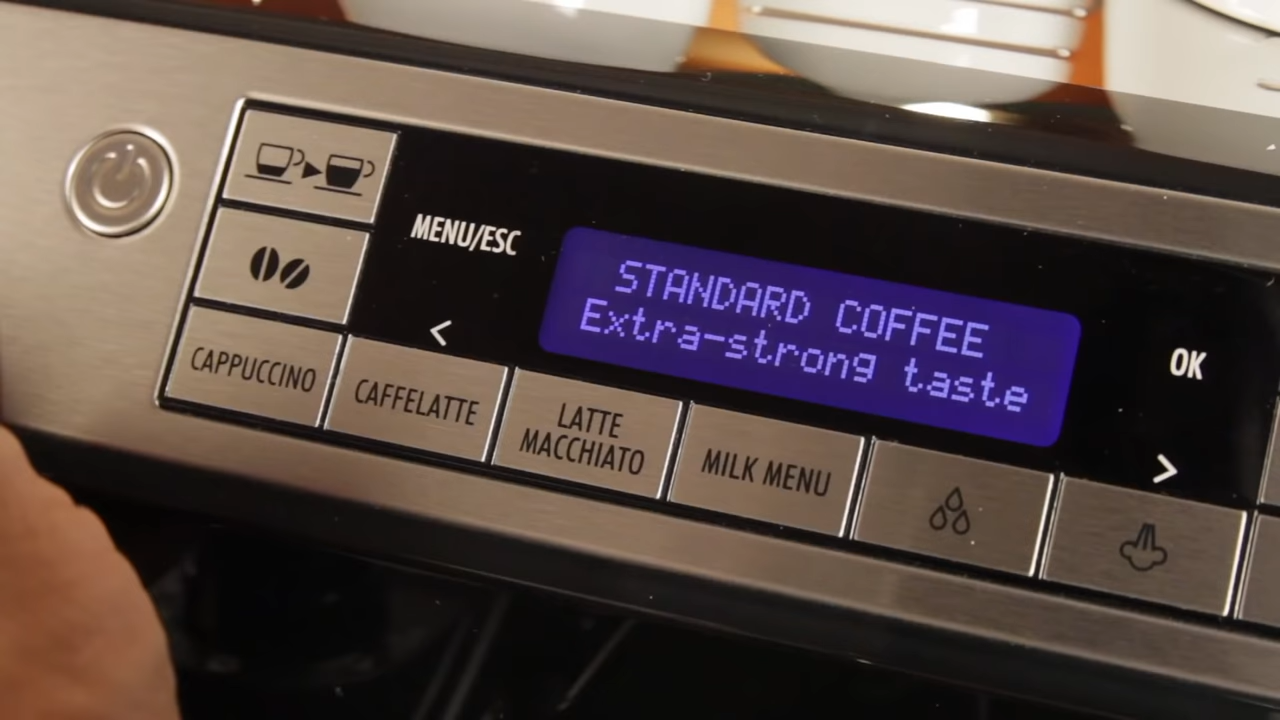 MENU/ESC
STANDARD COFFEE
Extra-strong taste
OK
<
>
CAPPUCCINO
CAFFELATTE
LATTE
MACCHIATO
MILK MENU